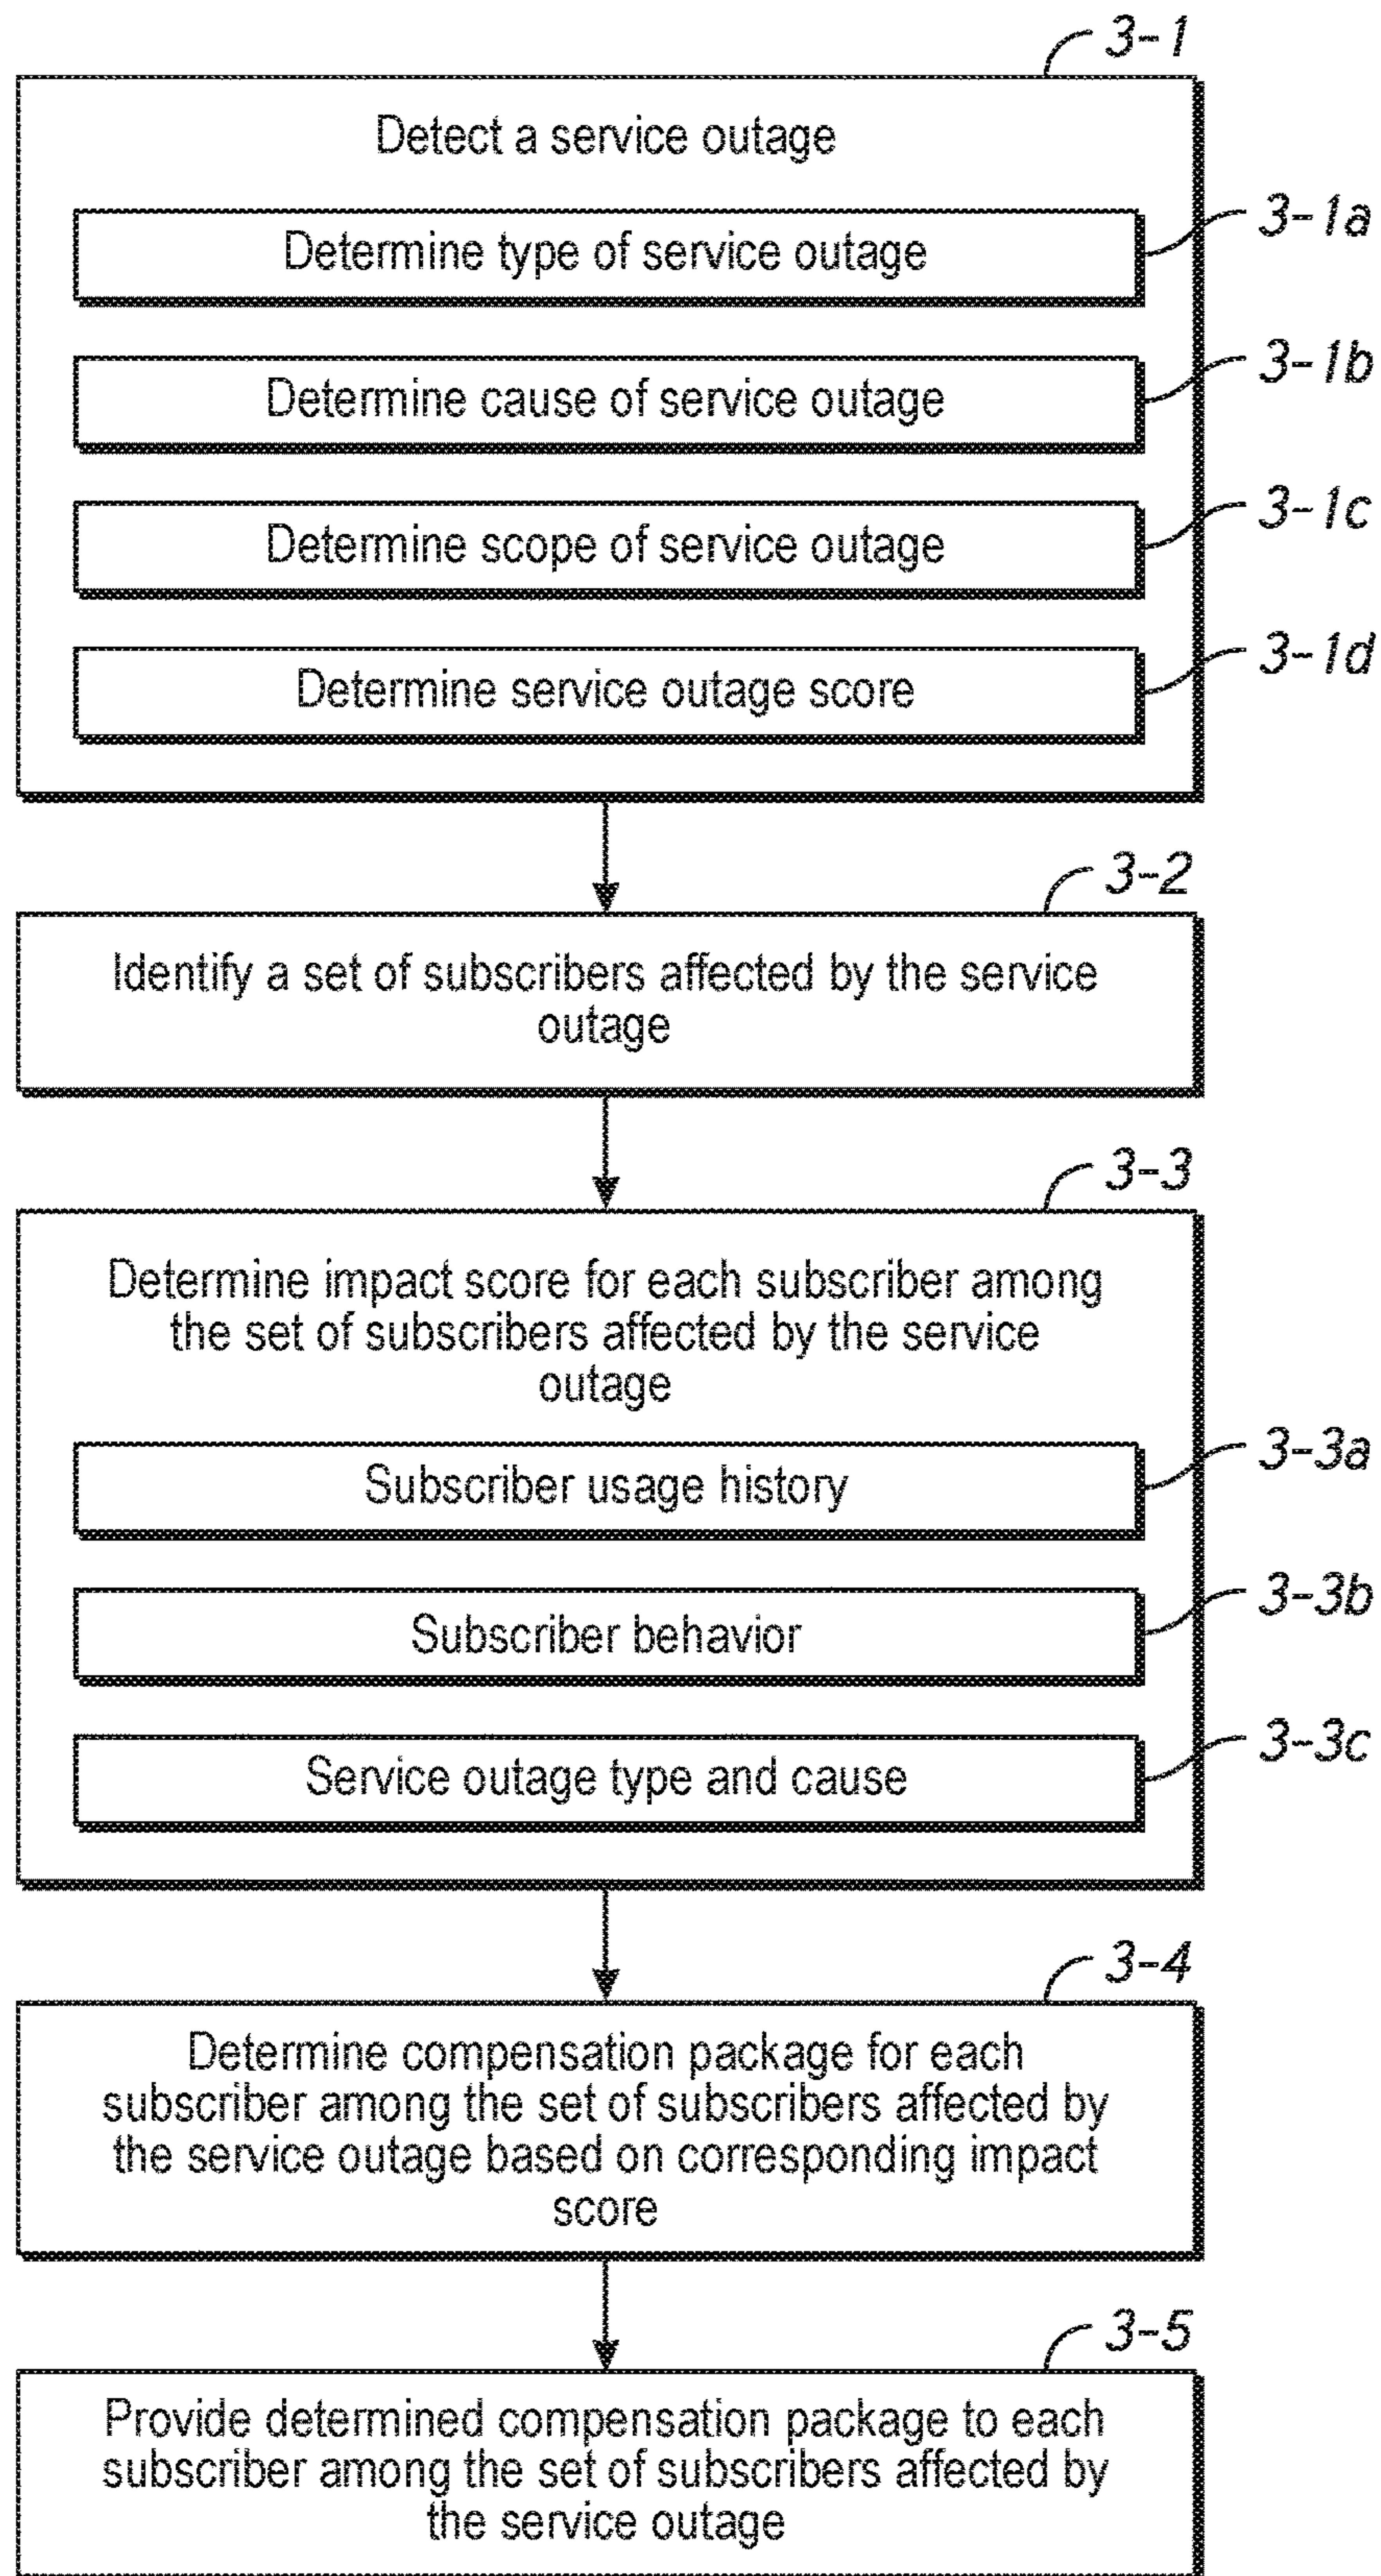 3-1
Detect a service outage
3-1a
Determine type of service outage
3-1b
Determine cause of service outage
3-1c
Determine scope of service outage
3-1d
Determine service outage score
3-2
Identify a set of subscribers affected by the service
outage
3-3
Determine impact score for each subscriber among
the set of subscribers affected by the service
outage
3-3a
Subscriber usage history
3-3b
Subscriber behavior
3-3c
Service outage type and cause
3-4
Determine compensation package for each
subscriber among the set of subscribers affected by
the service outage based on corresponding impact
score
3-5
Provide determined compensation package to each
subscriber among the set of subscribers affected by
the service outage